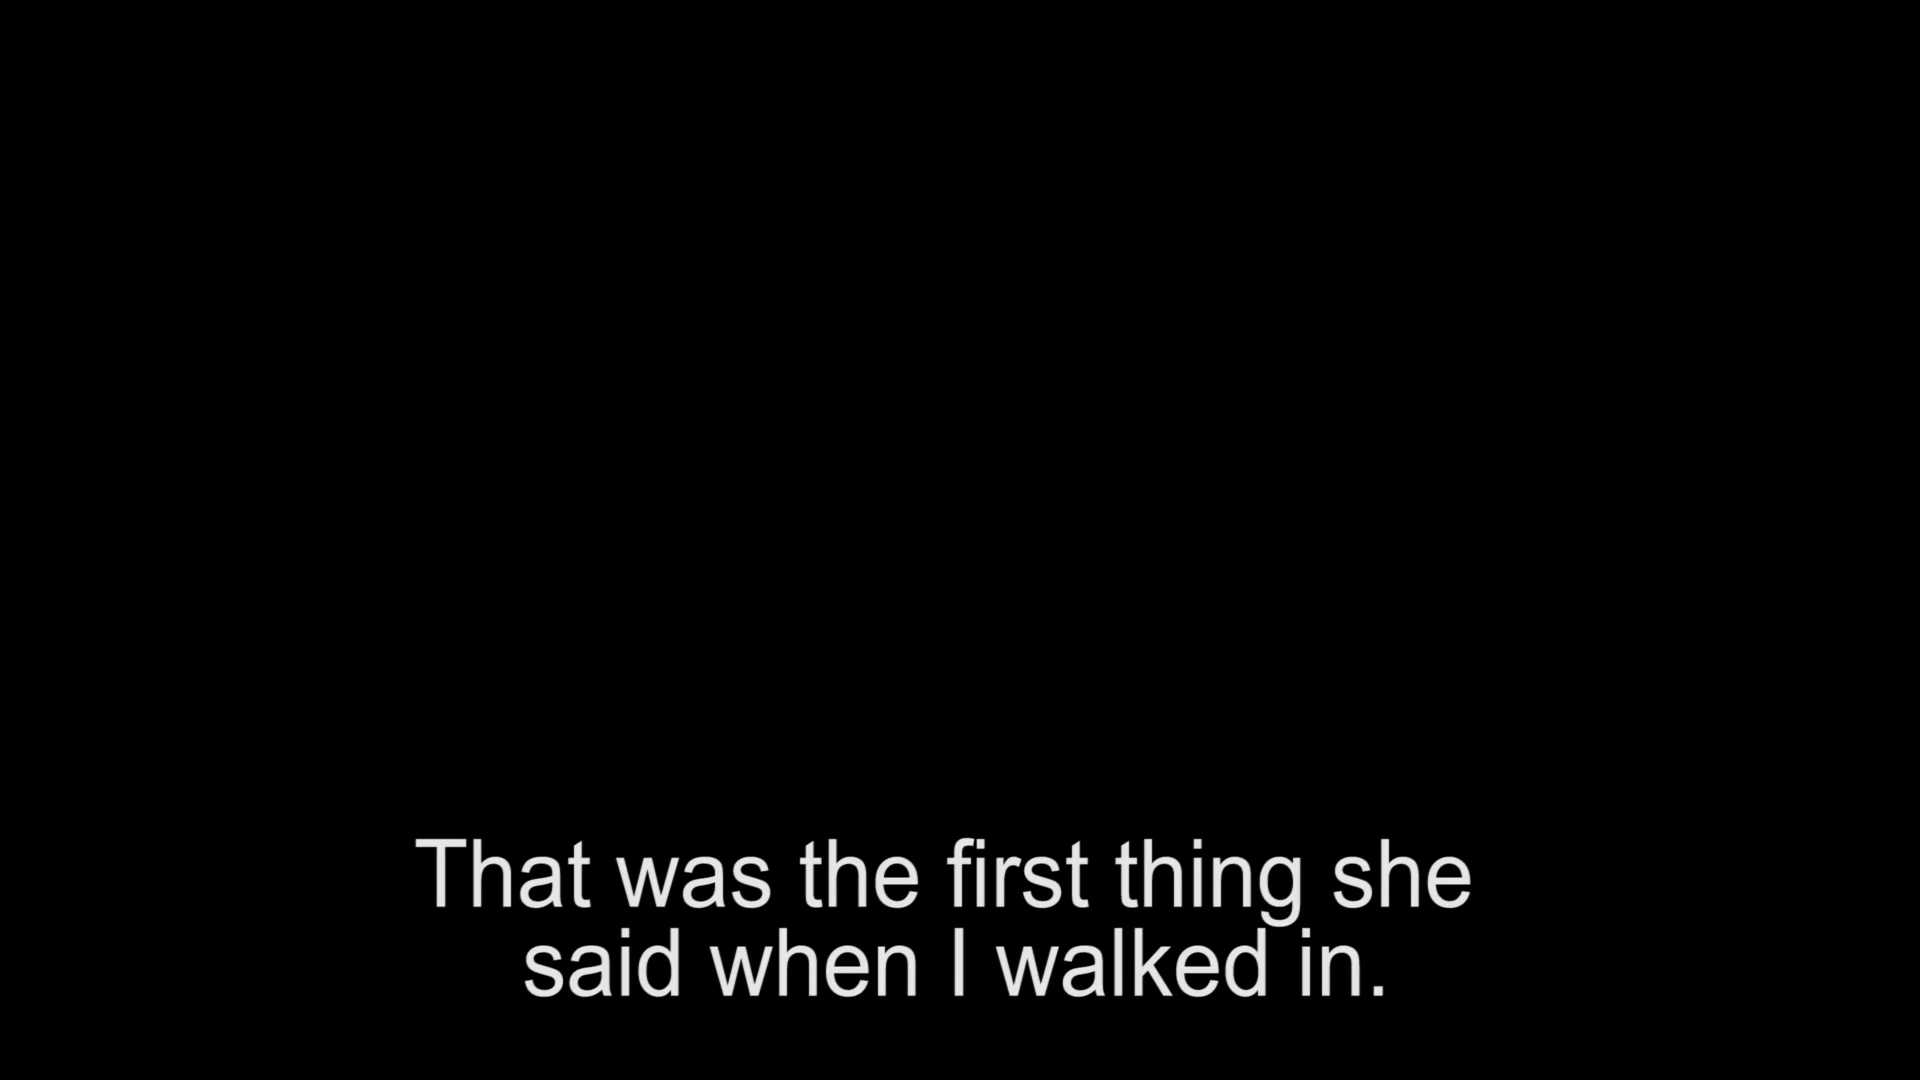 That was the first thing she
said when I walked in.